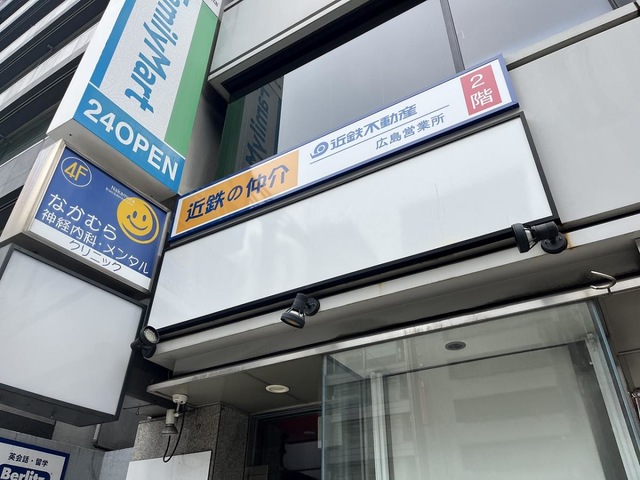 FamilyMart
24OPEN
4F
なかむら
神経内科・メンタル
クリニック
近鉄の仲介
近鉄不動産
広島営業所
2階
英会話・留学
Berlitz